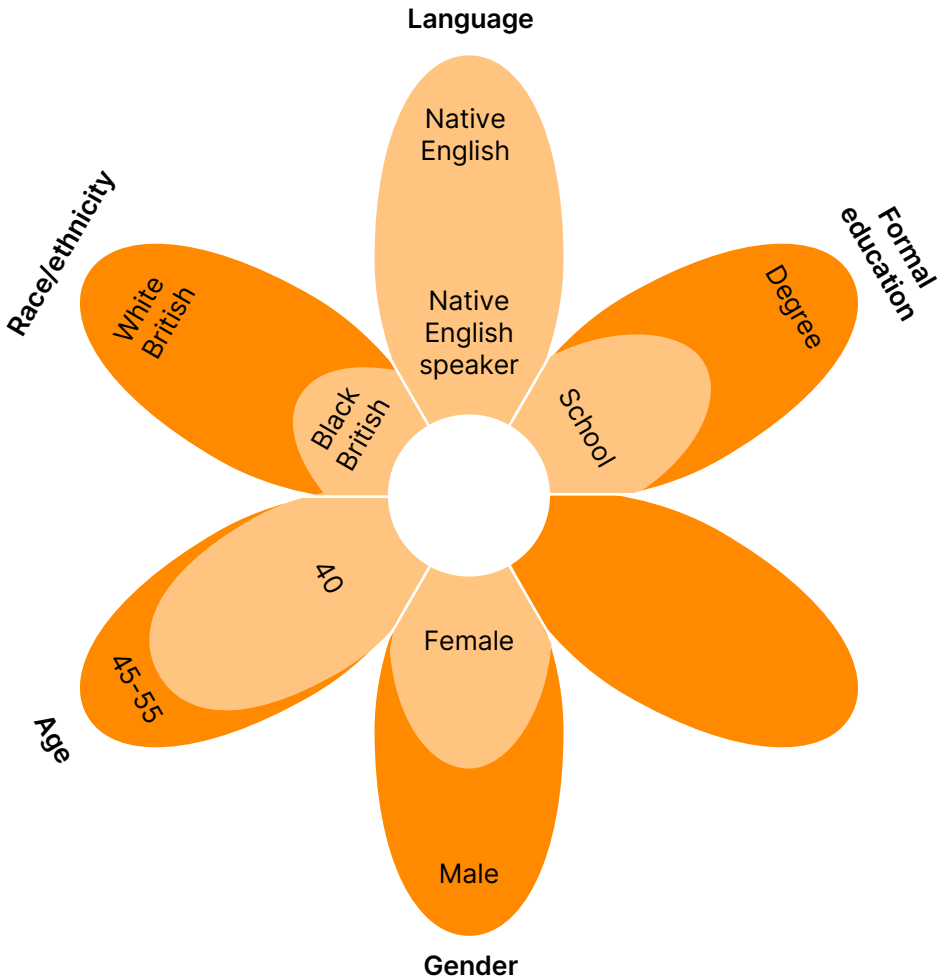 Language
Native
English
Native
English
speaker
Formal
education
Degree
School
Race/ethnicity
White
British
Black
British
40
45-55
Age
Female
Male
Gender